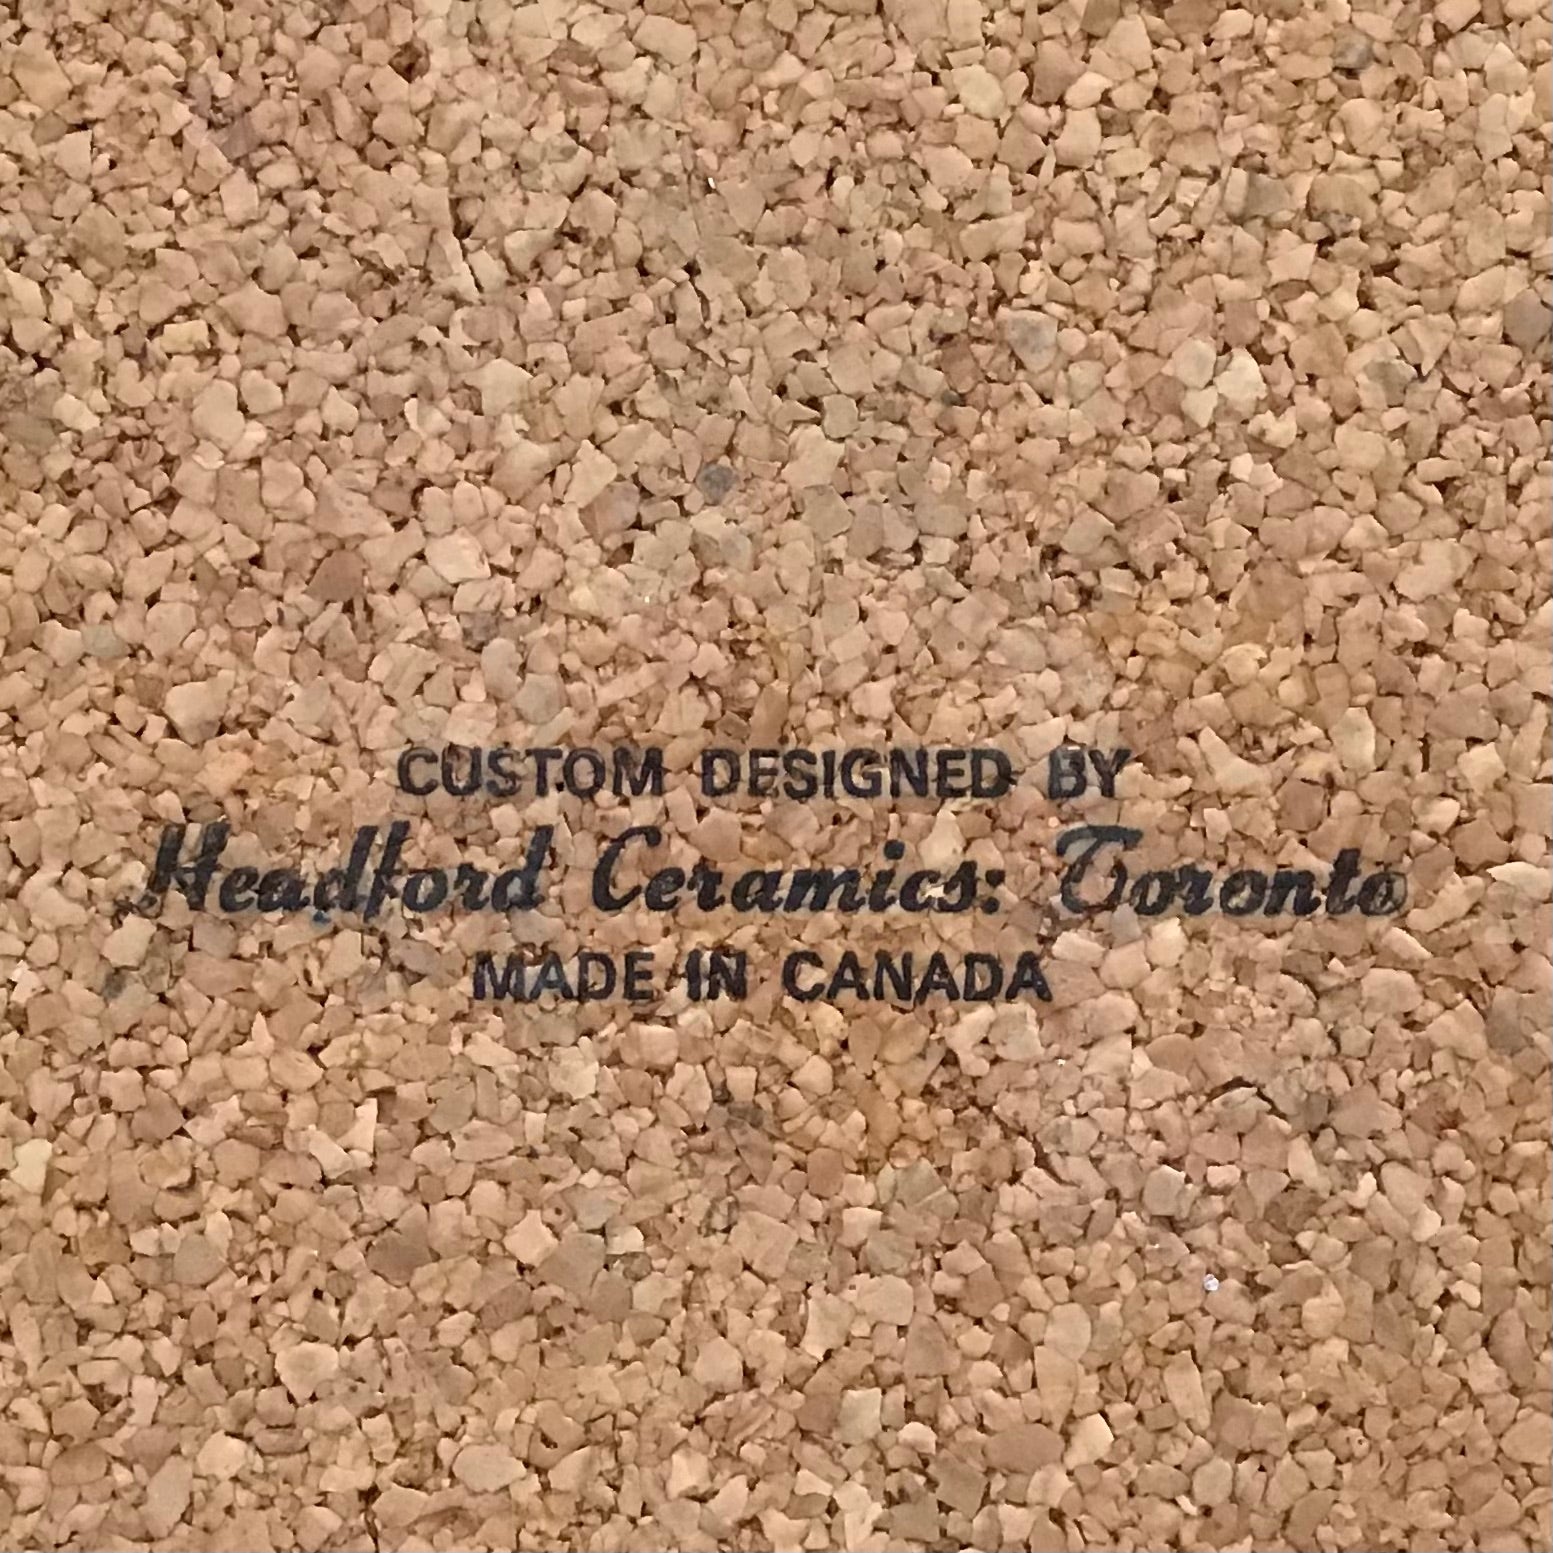 CUSTOM DESIGNED BY
Headford Ceramics: Toronto
MADE IN CANADA